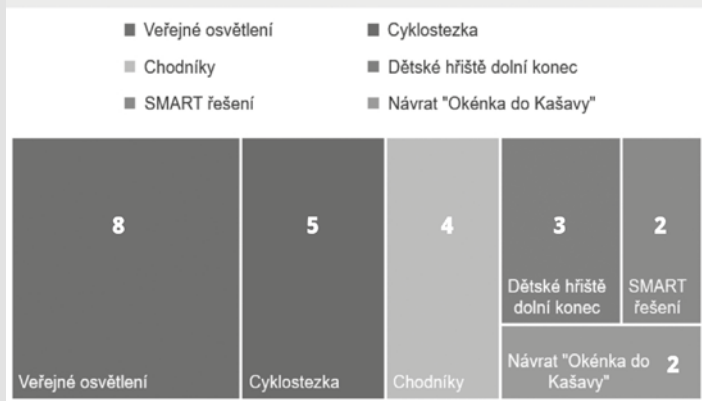 Veřejné osvětlení
Cyklostezka
Chodníky
Dětské hřiště dolní konec
SMART řešení
Návrat "Okénka do Kašavy"
8
Veřejné osvětlení
5
Cyklostezka
4
Chodníky
3
Dětské hřiště
dolní konec
2
SMART
řešení
Návrat "Okénka do
Kašavy"
2